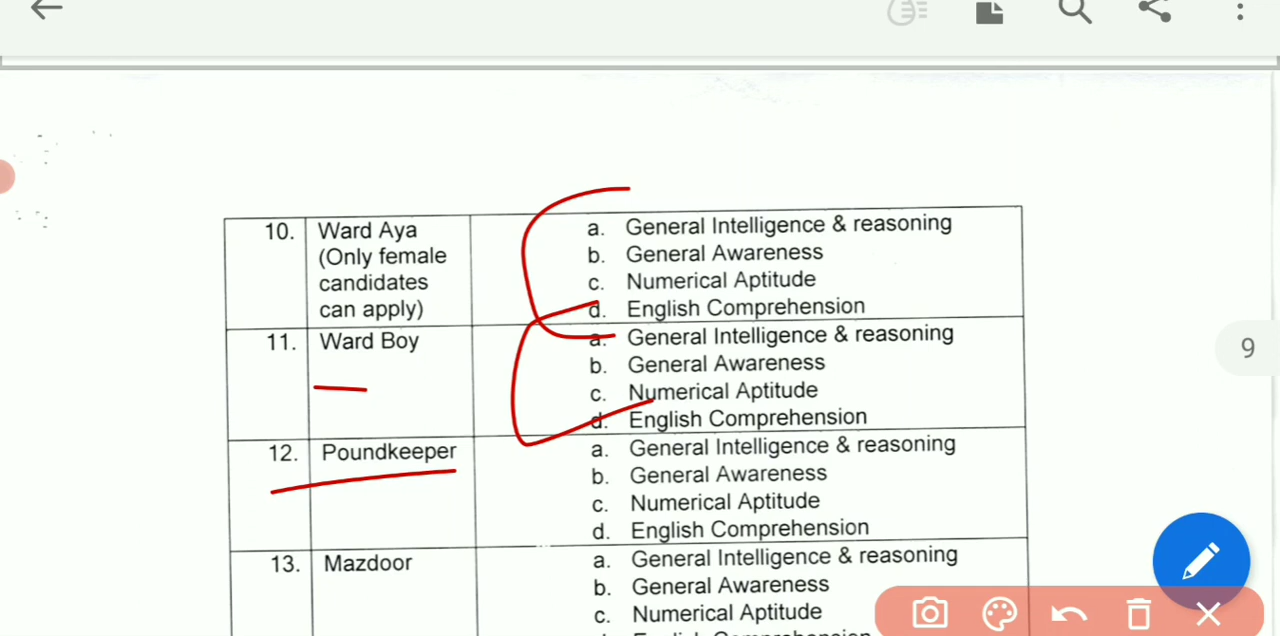 10. Ward Aya
(Only female
candidates
can apply)
a. General Intelligence & reasoning
b. General Awareness
c. Numerical Aptitude
d. English Comprehension
11. Ward Boy
a. General Intelligence & reasoning
b. General Awareness
c. Numerical Aptitude
d. English Comprehension
9
12. Poundkeeper
a. General Intelligence & reasoning
b. General Awareness
c. Numerical Aptitude
d. English Comprehension
13. Mazdoor
a. General Intelligence & reasoning
b. General Awareness
c. Numerical Aptitude